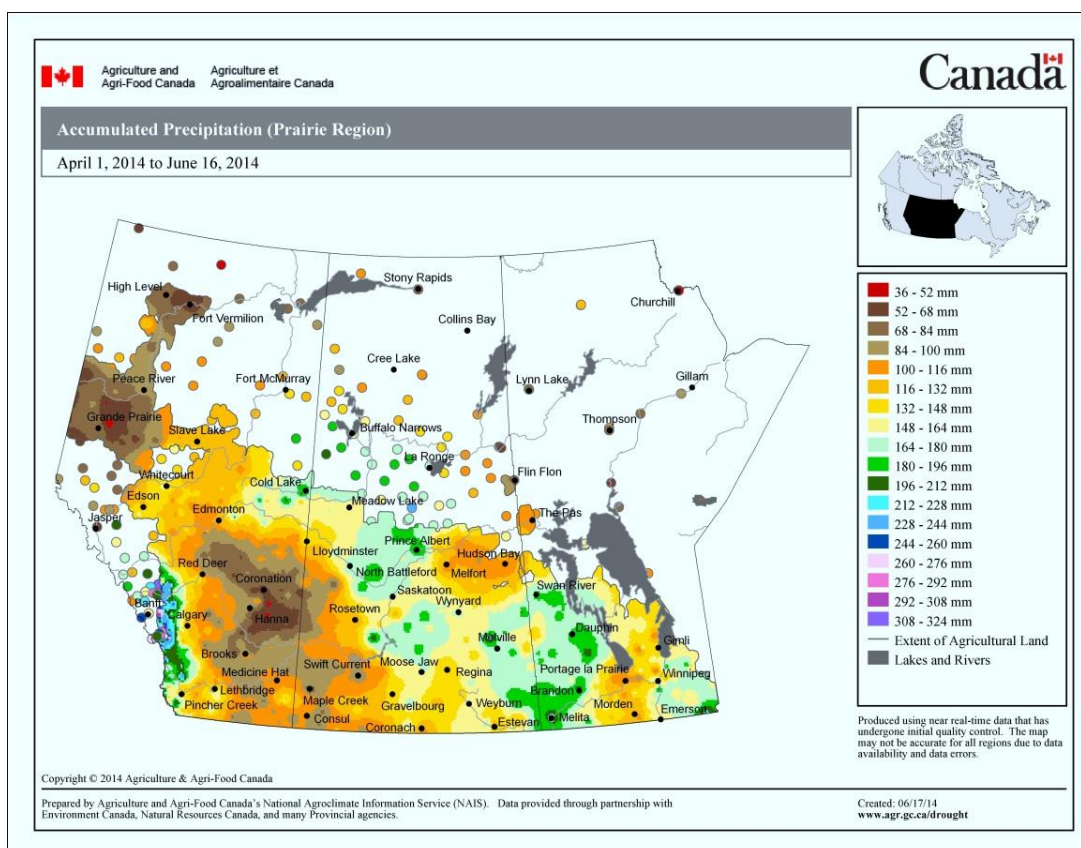 Agriculture and
Agri-Food Canada
Agriculture et
Agroalimentaire Canada
Canada
Accumulated Precipitation (Prairie Region)
April 1, 2014 to June 16, 2014
Stony Rapids
High Level
Churchill
Fort Vermilion
Collins Bay
Cree Lake
Peace River
Fort McMurray
Lynn Lake
Gillam
Grande Prairie
Thompson
Slave Lake
Buffalo Narrows
La Ronge
Whitecourt
Flin Flon
Cold Lake
Edson
Meadow Lake
Jasper
Edmonton
The Pas
Lloydminster
Prince Albert
Hudson Bay
Red Deer
North Battleford
Melfort
Coronation
Saskatoon
Swan River
Banff
Rosetown
Wynyard
Calgary
Hanna
Melville
Dauphin
Gimli
Brooks
Swift Current
Moose Jaw
Regina
Portage la Prairie
Medicine Hat
Winnipeg
Lethbridge
Maple Creek
Brandon
Pincher Creek
Gravelbourg
Weyburn
Morden
Emerson
Consul
Coronach
Estevan
Melita
36 - 52 mm
52 - 68 mm
68 - 84 mm
84 - 100 mm
100 - 116 mm
116 - 132 mm
132 - 148 mm
148 - 164 mm
164 - 180 mm
180 - 196 mm
196 - 212 mm
212 - 228 mm
228 - 244 mm
244 - 260 mm
260 - 276 mm
276 - 292 mm
292 - 308 mm
308 - 324 mm
Extent of Agricultural Land
Lakes and Rivers
Produced using near real-time data that has
undergone initial quality control. The map
may not be accurate for all regions due to data
availability and data errors.
Copyright © 2014 Agriculture & Agri-Food Canada
Prepared by Agriculture and Agri-Food Canada's National Agroclimate Information Service (NAIS). Data provided through partnership with
Environment Canada, Natural Resources Canada, and many Provincial agencies.
Created: 06/17/14
www.agr.gc.ca/drought